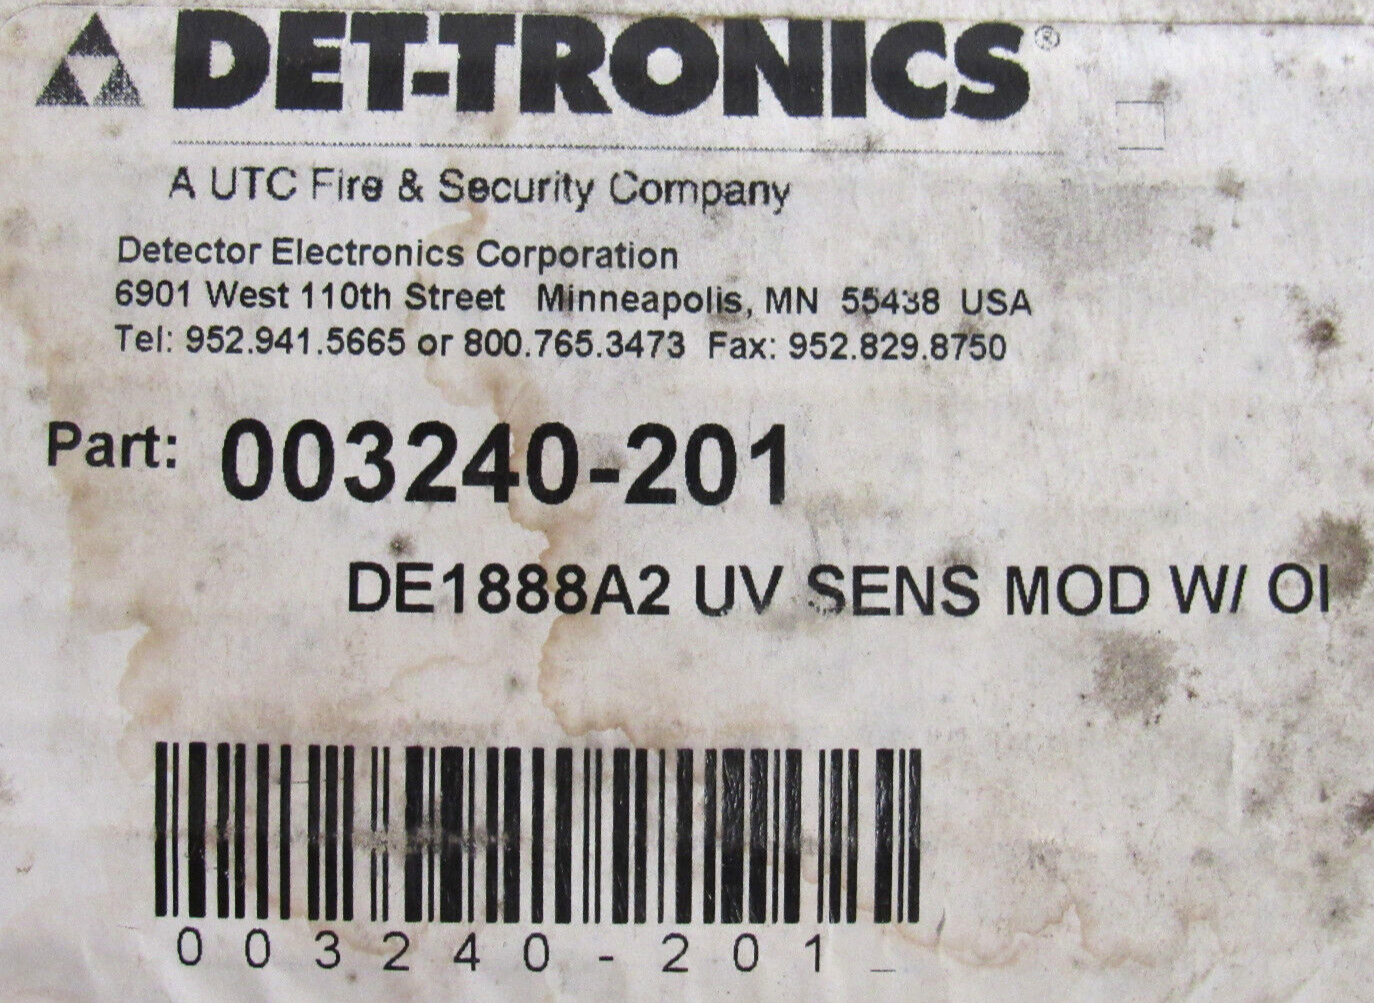 DET-TRONICS®
A UTC Fire & Security Company
Detector Electronics Corporation
6901 West 110th Street Minneapolis, MN 55438 USA
Tel: 952.941.5665 or 800.765.3473 Fax: 952.829.8750
Part: 003240-201
DE1888A2 UV SENS MOD W/ OI
003240-201_